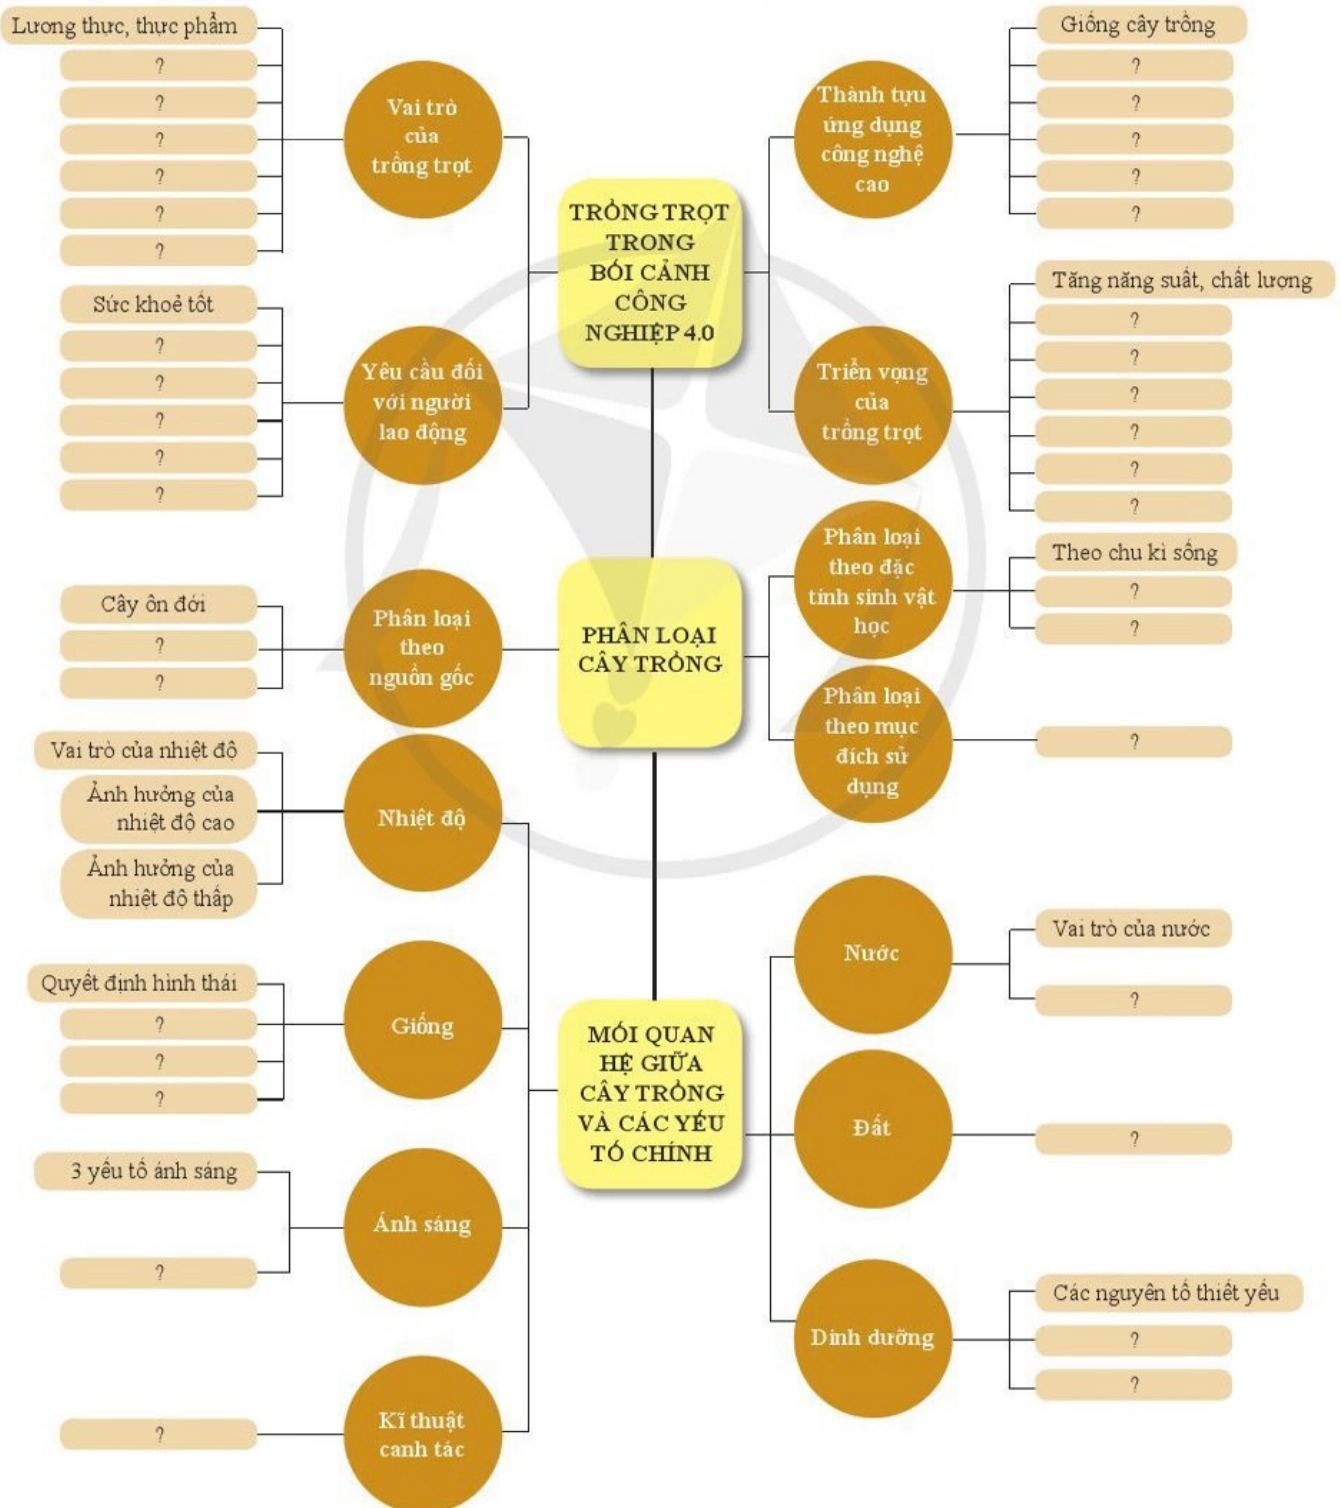 Lương thực, thực phẩm
?
?
?
?
?
?
Vai trò
của
trồng trọt
Sức khoẻ tốt
?
?
?
?
?
Yêu cầu đối
với người
lao động
TRỒNG TRỌT
TRONG
BỐI CẢNH
CÔNG
NGHIỆP 4.0
Thành tựu
ứng dụng
công nghệ
cao
Giống cây trồng
?
?
?
?
?
Triển vọng
của
trồng trọt
Tăng năng suất, chất lượng
?
?
?
?
?
?
Cây ôn đới
?
?
Phân loại
theo
nguồn gốc
PHÂN LOẠI
CÂY TRỒNG
Phân loại
theo đặc
tính sinh vật
học
Theo chu kì sống
?
?
Phân loại
theo mục
đích sử
dụng
?
Vai trò của nhiệt độ
Ảnh hưởng của
nhiệt độ cao
Ảnh hưởng của
nhiệt độ thấp
Nhiệt độ
Quyết định hình thái
?
?
?
Giống
3 yếu tố ánh sáng
?
Ánh sáng
?
Kĩ thuật
canh tác
MỐI QUAN
HỆ GIỮA
CÂY TRỒNG
VÀ CÁC YẾU
TỐ CHÍNH
Nước
Vai trò của nước
?
Đất
?
Dinh dưỡng
Các nguyên tố thiết yếu
?
?